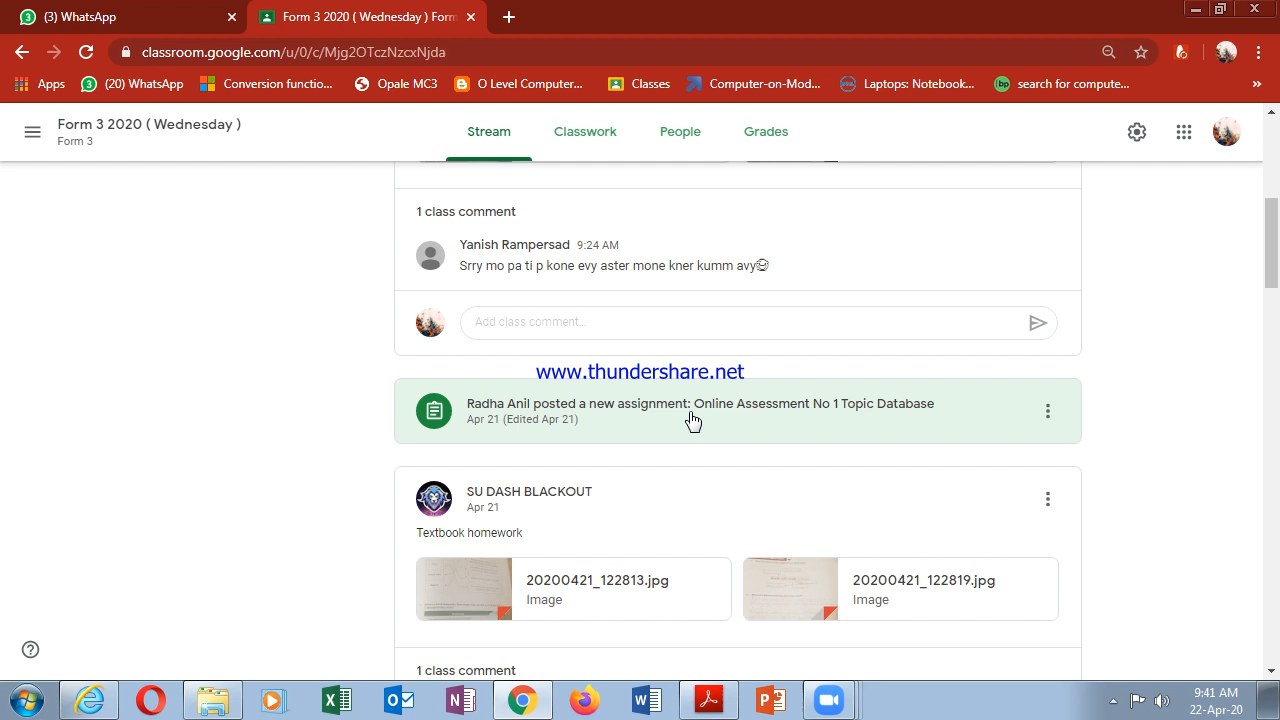 (3) WhatsApp
Form 3 2020 ( Wednesday ) Form
classroom.google.com/u/0/c/Mjg2OTczNzcxNjda
Apps
(20) WhatsApp
Conversion functio...
Opale MC3
O Level Computer...
Classes
Computer-on-Mod...
Laptops: Notebook...
search for compute...
Form 3 2020 ( Wednesday )
Form 3
Stream
Classwork
People
Grades
1 class comment
Yanish Rampersad 9:24 AM
Srry mo pa ti p kone evy aster mone kner kumm avy
Add class comment...
www.thundershare.net
Radha Anil posted a new assignment: Online Assessment No 1 Topic Database
Apr 21 (Edited Apr 21)
SU DASH BLACKOUT
Apr 21
Textbook homework
20200421_122813.jpg
Image
20200421_122819.jpg
Image
1 class comment
9:41 AM
22-Apr-20